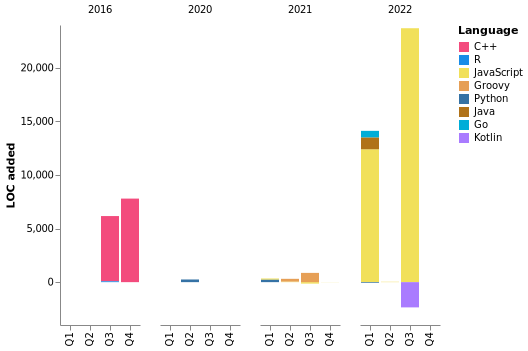 2016 2020 2021 2022
Language
C++
R
JavaScript
Groovy
Python
Java
Go
Kotlin
LOC added
20,000
15,000
10,000
5,000
0
Q1 Q2 Q3 Q4 Q1 Q2 Q3 Q4 Q1 Q2 Q3 Q4 Q1 Q2 Q3 Q4